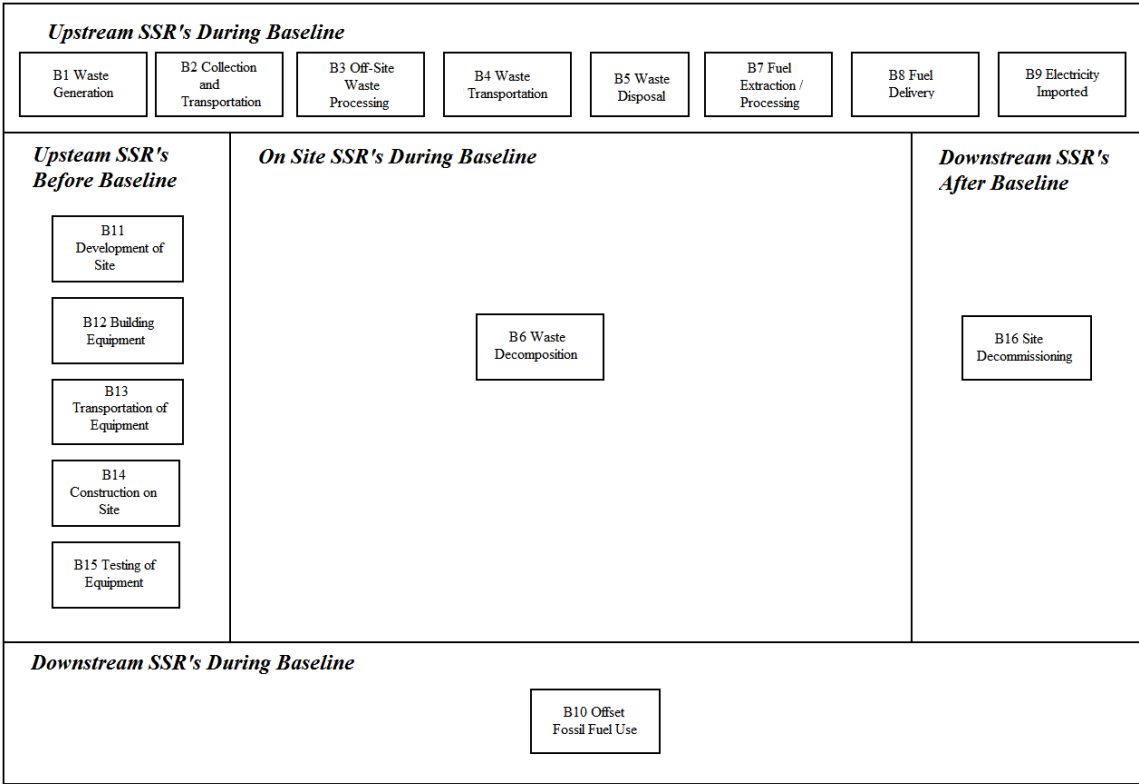 Upstream SSR's During Baseline
B1 Waste
Generation
B2 Collection
and
Transportation
B3 Off-Site
Waste
Processing
B4 Waste
Transportation
B5 Waste
Disposal
B7 Fuel
Extraction /
Processing
B8 Fuel
Delivery
B9 Electricity
Imported
Upsteam SSR's
Before Baseline
B11
Development of
Site
B12 Building
Equipment
B13
Transportation of
Equipment
B14
Construction on
Site
B15 Testing of
Equipment
On Site SSR's During Baseline
B6 Waste
Decomposition
Downstream SSR's
After Baseline
B16 Site
Decommissioning
Downstream SSR's During Baseline
B10 Offset
Fossil Fuel Use